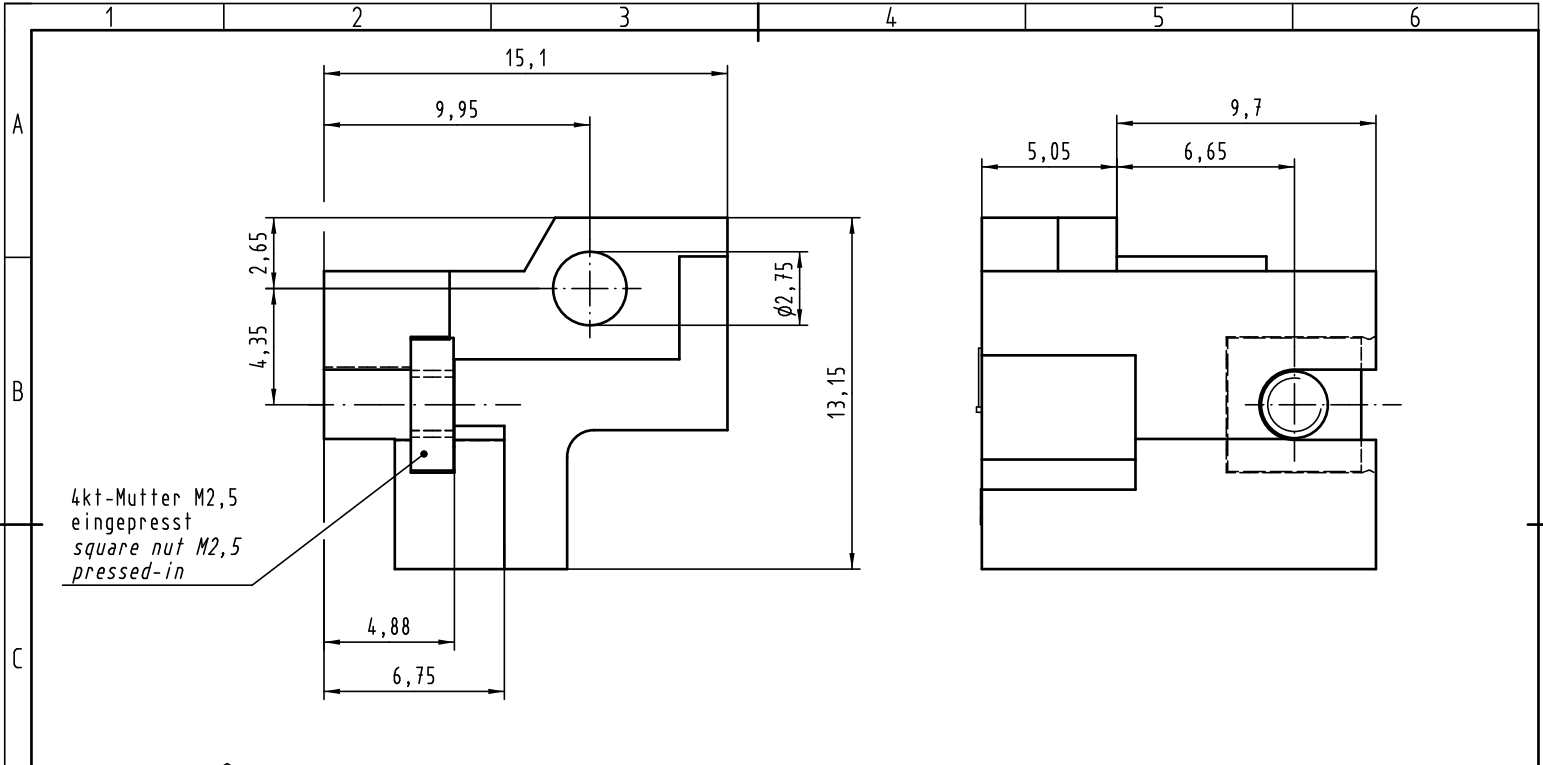 1 2 3 4 5 6
A
B
C
15,1
9,95
2,65
4,35
ϕ2,75
13,15
4kt-Mutter M2,5
eingepresst
square nut M2,5
pressed-in
4,88
6,75
9,7
5,05
6,65